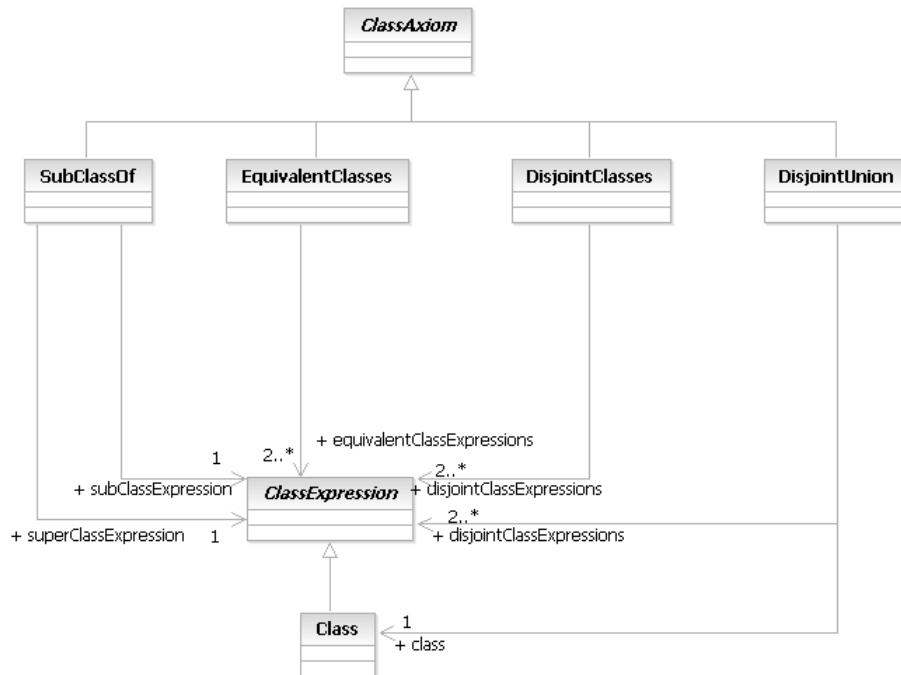 ClassAxiom
SubClassOf
EquivalentClasses
DisjointClasses
DisjointUnion
+ equivalentClassExpressions
1
2..*
2..*
+ subClassExpression
ClassExpression
+ disjointClassExpressions
2..*
+ superClassExpression
1
+ disjointClassExpressions
Class
1
+ class